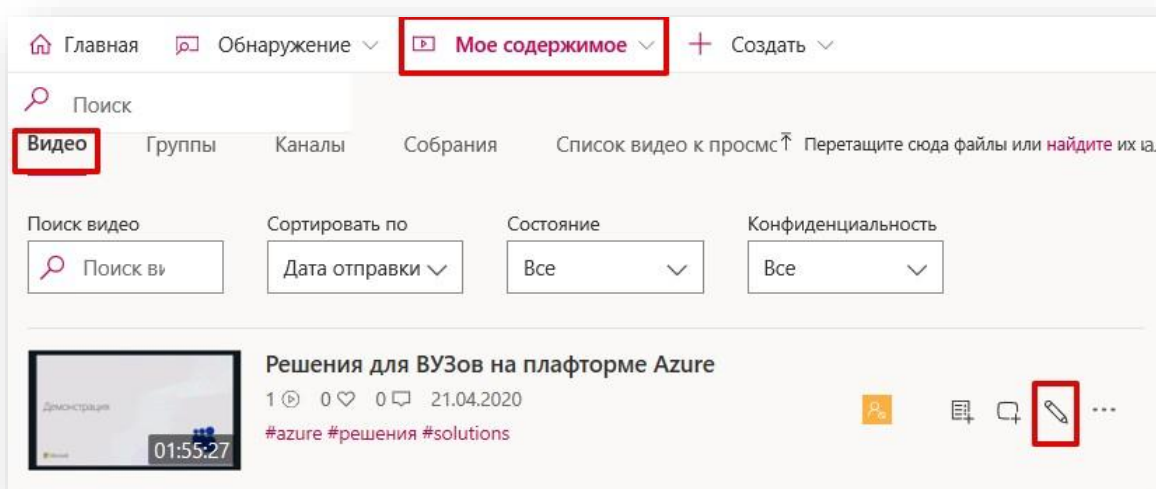 Главная Обнаружение Мое содержимое Создать
Поиск
Видео Группы Каналы Собрания Список видео к просмс Перетащите сюда файлы или найдите их
Поиск видео Сортировать по Состояние Конфиденциальность
Поиск ви Дата отправки Все Все
Решения для ВУЗов на плафторме Azure
1 0 0 21.04.2020
#azure #решения #solutions
Демонстрация
01:55:27